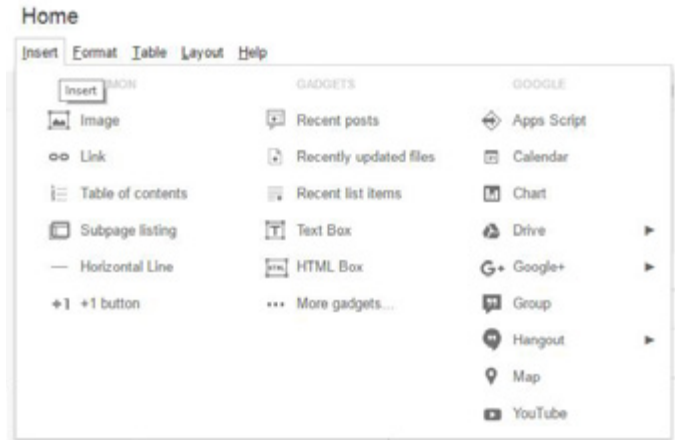 Home
Insert Format Table Layout Help
Insert
MON
Image
Link
Table of contents
Subpage listing
Horizontal Line
+1 +1 button
GADGETS
Recent posts
Recently updated files
Recent list items
Text Box
HTML HTML Box
More gadgets...
GOOGLE
Apps Script
Calendar
Chart
Drive
G+ Google+
Group
Hangout
Map
YouTube